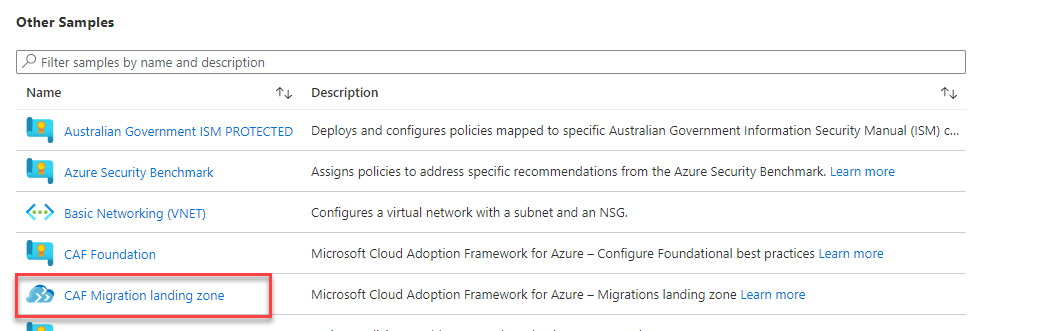 Other Samples
Filter samples by name and description
Name Description
Australian Government ISM PROTECTED Deploys and configures policies mapped to specific Australian Government Information Security Manual (ISM) c...
Azure Security Benchmark Assigns policies to address specific recommendations from the Azure Security Benchmark. Learn more
Basic Networking (VNET) Configures a virtual network with a subnet and an NSG.
CAF Foundation Microsoft Cloud Adoption Framework for Azure – Configure Foundational best practices Learn more
CAF Migration landing zone Microsoft Cloud Adoption Framework for Azure – Migrations landing zone Learn more